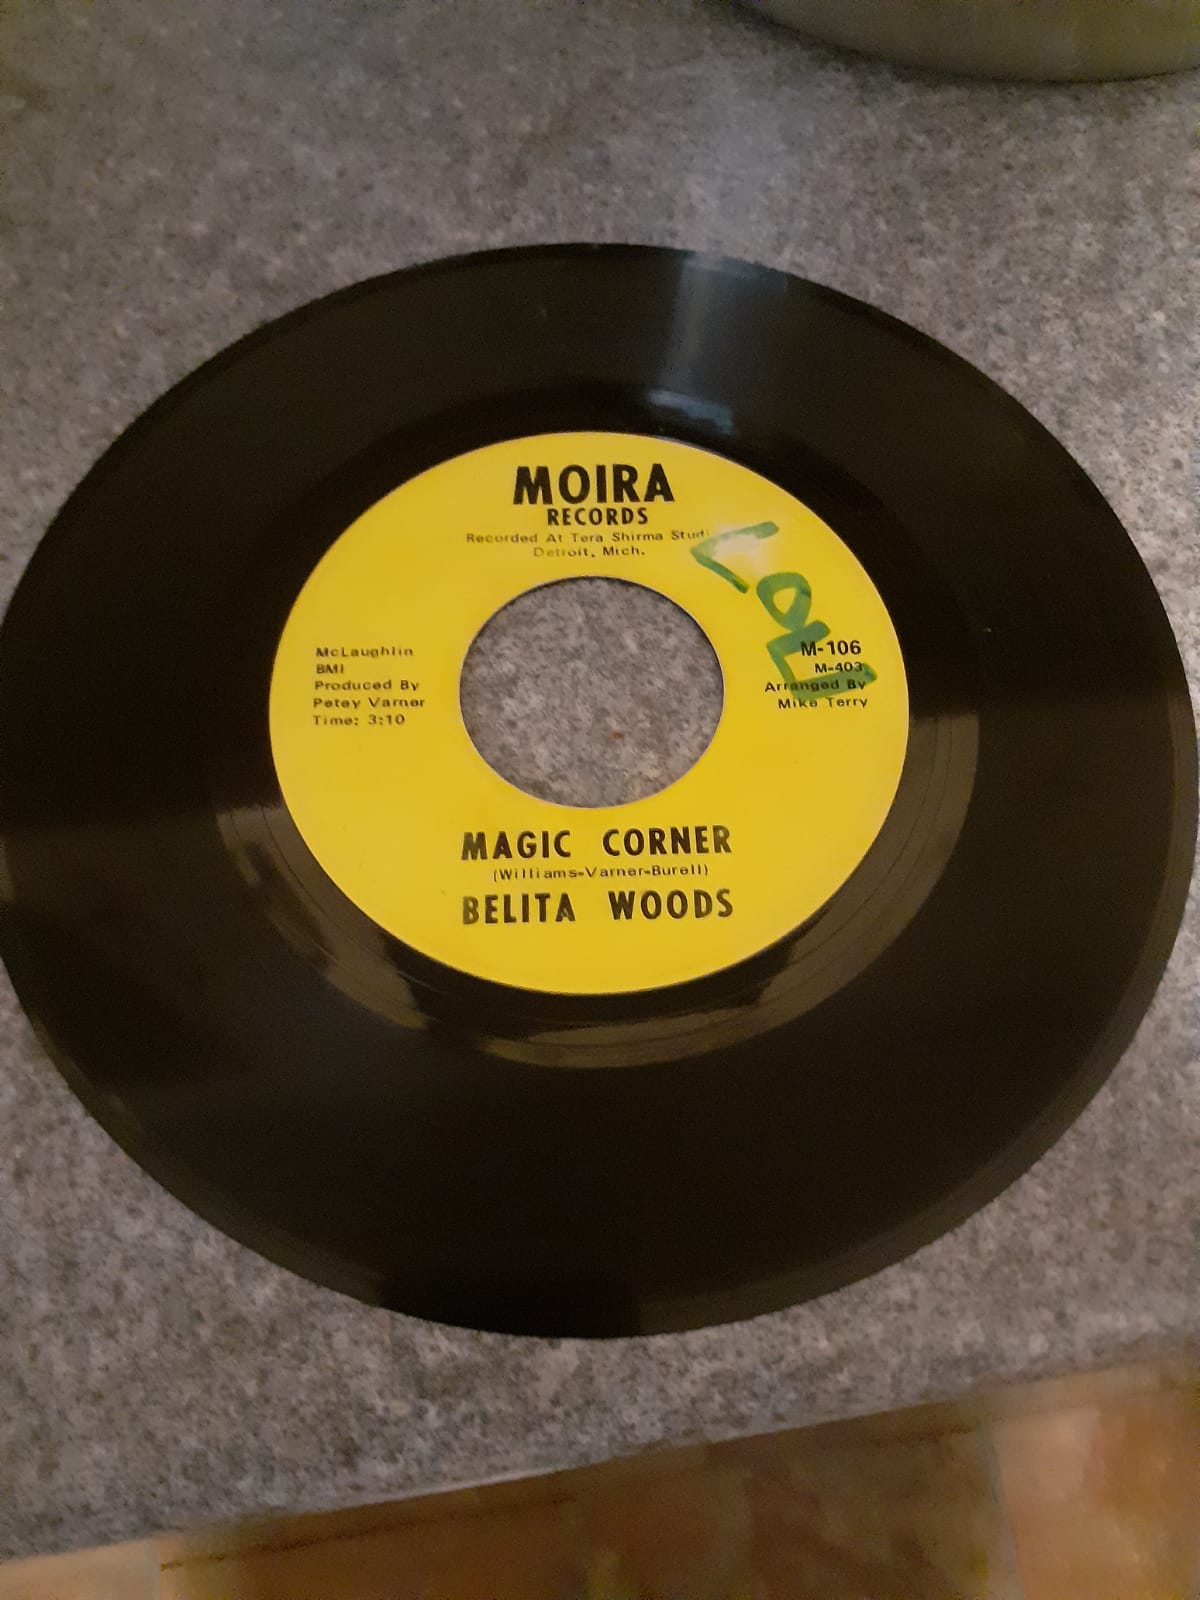 MOIRA
RECORDS
Recorded At Tera Shirma
Detroit, Mich.
McLaughlin
BMI
Produced By
Petey Varner
Time: 3:10
M-106
M-403
Arranged By
Mike Terry
MAGIC CORNER
(Williams-Varner-Burell)
BELITA WOODS